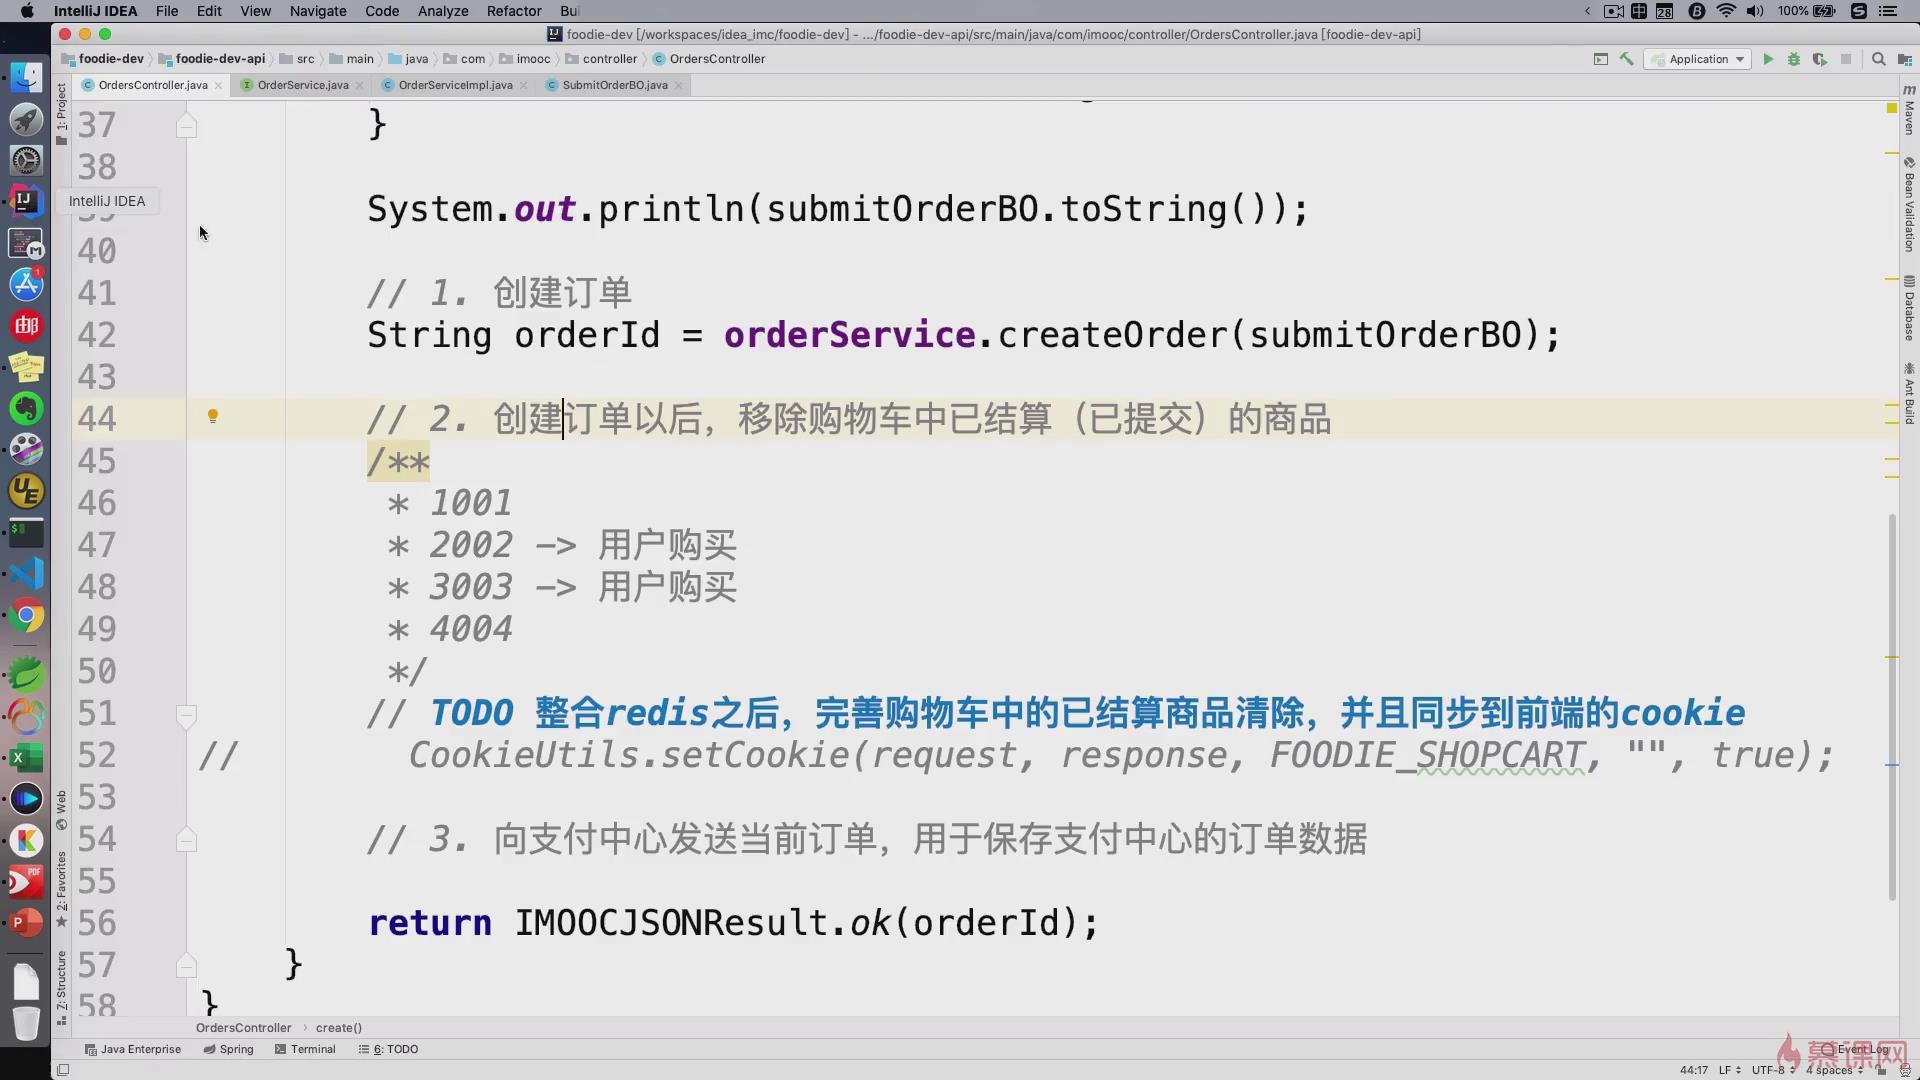 IntelliJ IDEA File Edit View Navigate Code Analyze Refactor Bui 100%
foodie-dev [/workspaces/idea_imc/foodie-dev] - .../foodie-dev-api/src/main/java/com/imooc/controller/OrdersController.java [foodie-dev-api]
foodie-dev foodie-dev-api src main java com imooc controller OrdersController Application
OrdersController.java OrderService.java OrderServiceImpl.java SubmitOrderBO.java
1: Project
Maven
Bean Validation
Database
Ant Build
IntelliJ IDEA
37 }
38
System.out.println(submitOrderBO.toString());
40
41 // 1. 创建订单
42 String orderId = orderService.createOrder(submitOrderBO);
43
44 // 2. 创建订单以后，移除购物车中已结算（已提交）的商品
45 /**
46 * 1001
47 * 2002 -> 用户购买
48 * 3003 -> 用户购买
49 * 4004
50 */
51 // TODO 整合redis之后，完善购物车中的已结算商品清除，并且同步到前端的cookie
52 // CookieUtils.setCookie(request, response, FOODIE_SHOPCART, "", true);
53
54 // 3. 向支付中心发送当前订单，用于保存支付中心的订单数据
55
56 return IMOOCJSONResult.ok(orderId);
57 }
58 }
Web
2: Favorites
7: Structure
OrdersController create()
Java Enterprise Spring Terminal 6: TODO Event Log
44:17 LF UTF-8 4 spaces
慕课网